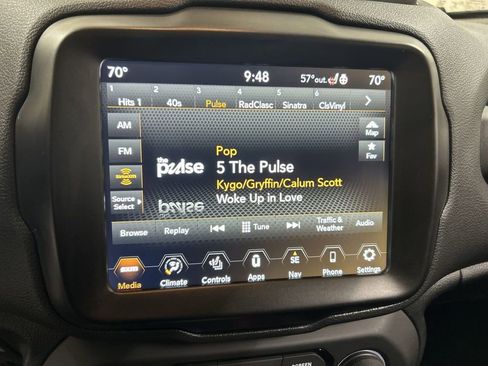 70° 9:48 57°out. 70°
1 2 3 4 5 6
Hits 1 40s Pulse RadClasc Sinatra ClsVinyl
AM
FM
SiriusXM
Source
Select
the
pulse
Pop
5 The Pulse
Kygo/Gryffin/Calum Scott
Woke Up in Love
Map
Fav
Browse Replay Tune Traffic & Weather Audio
SE
Media Climate Controls Apps Nav Phone Settings
SCREEN